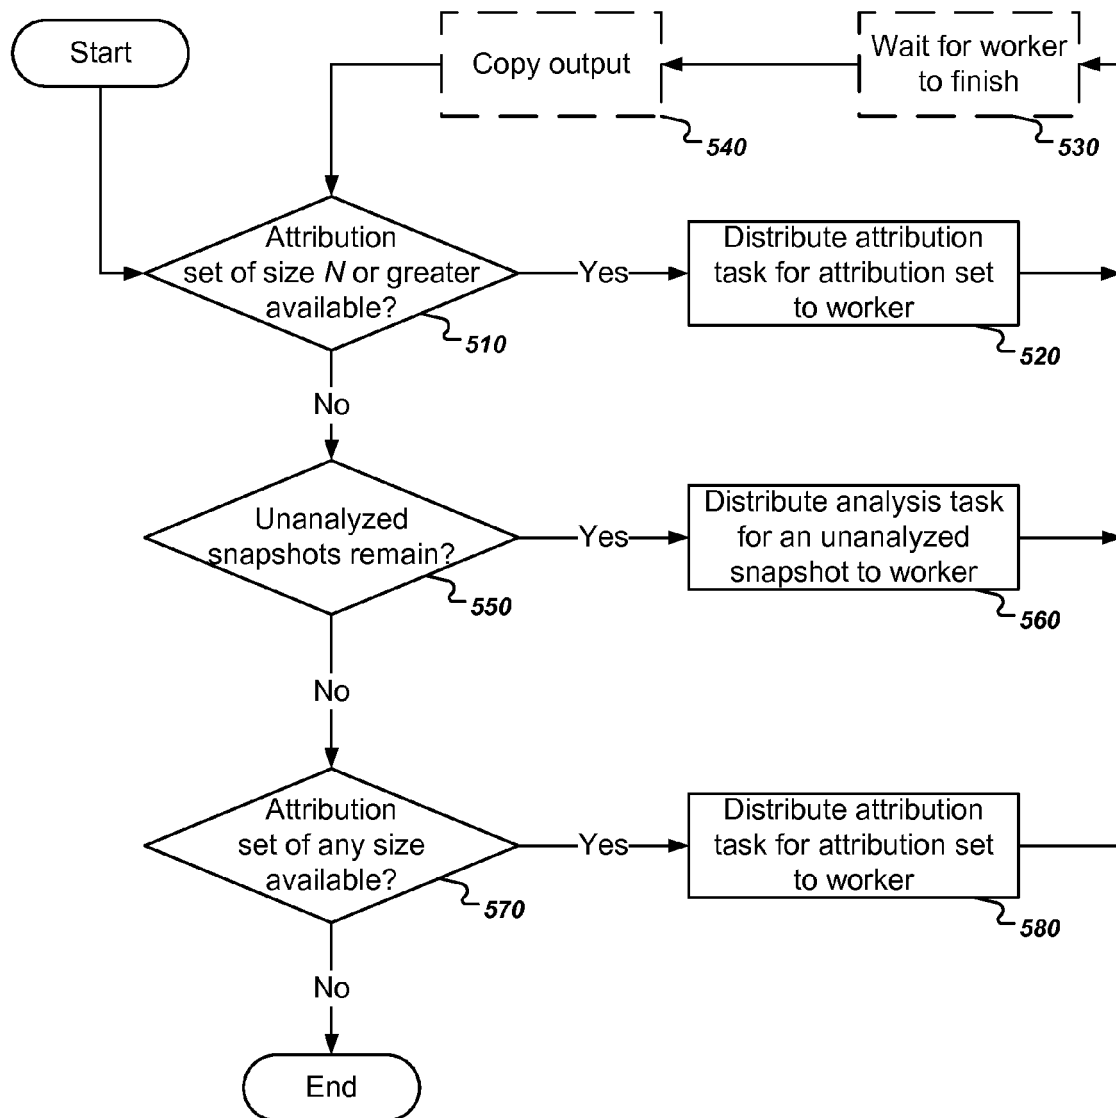 Start
Copy output
540
Wait for worker
to finish
530
Attribution
set of size N or greater
available?
510
Yes
Distribute attribution
task for attribution set
to worker
520
No
Unanalyzed
snapshots remain?
550
Yes
Distribute analysis task
for an unanalyzed
snapshot to worker
560
No
Attribution
set of any size
available?
570
Yes
Distribute attribution
task for attribution set
to worker
580
No
End